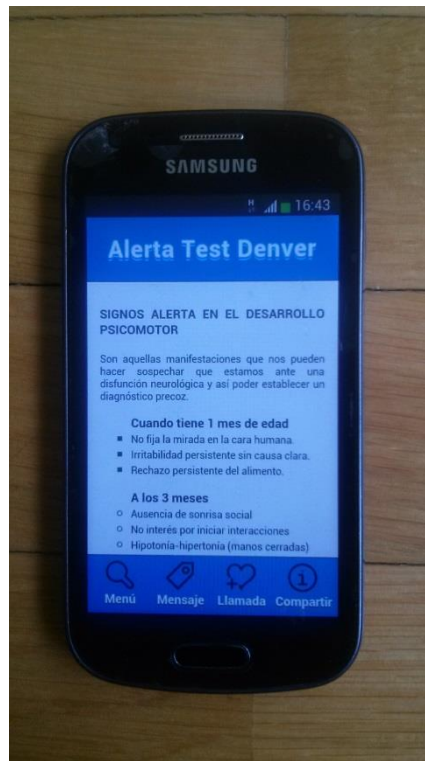 SAMSUNG
H 16:43
Alerta Test Denver
SIGNOS ALERTA EN EL DESARROLLO
PSICOMOTOR
Son aquellas manifestaciones que nos pueden
hacer sospechar que estamos ante una
disfunción neurológica y así poder establecer un
diagnóstico precoz.
Cuando tiene 1 mes de edad
■ No fija la mirada en la cara humana.
■ Irritabilidad persistente sin causa clara.
■ Rechazo persistente del alimento.
A los 3 meses
○ Ausencia de sonrisa social
○ No interés por iniciar interacciones
○ Hipotonía-hipertonia (manos cerradas)
Menú Mensaje Llamada Compartir